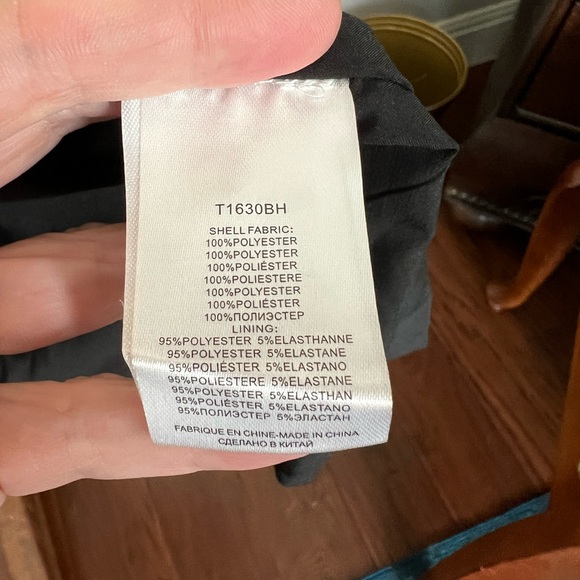 T1630BH
SHELL FABRIC:
100%POLYESTER
100%POLYESTER
100%POLIÉSTER
100%POLIESTERE
100%POLYESTER
100%POLIÉSTER
100%ПОЛИЭСТЕР
LINING:
95%POLYESTER 5%ELASTHANNE
95%POLYESTER 5%ELASTANE
95%POLIÉSTER 5%ELASTANO
95%POLIESTERE 5%ELASTANE
95%POLYESTER 5%ELASTHAN
95%POLIÉSTER 5%ELASTANO
95%ПОЛИЭСТЕР 5%ЭЛАСТАН
FABRIQUE EN CHINE-MADE IN CHINA
СДЕЛАНО В КИТАЙ